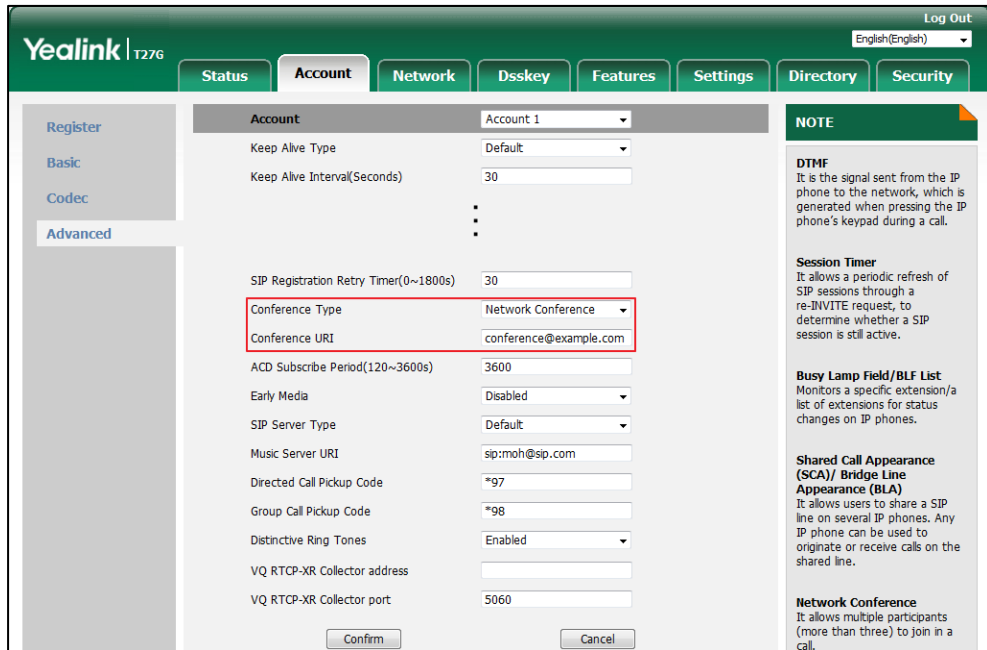 Log Out
Yealink T27G
English(English)
Status Account Network Dsskey Features Settings Directory Security
Register
Basic
Codec
Advanced
Account Account 1
Keep Alive Type Default
Keep Alive Interval(Seconds) 30
SIP Registration Retry Timer(0~1800s) 30
Conference Type Network Conference
Conference URI conference@example.com
ACD Subscribe Period(120~3600s) 3600
Early Media Disabled
SIP Server Type Default
Music Server URI sip:moh@sip.com
Directed Call Pickup Code *97
Group Call Pickup Code *98
Distinctive Ring Tones Enabled
VQ RTCP-XR Collector address
VQ RTCP-XR Collector port 5060
Confirm Cancel
NOTE
DTMF
It is the signal sent from the IP
phone to the network, which is
generated when pressing the IP
phone's keypad during a call.
Session Timer
It allows a periodic refresh of
SIP sessions through a
re-INVITE request, to
determine whether a SIP
session is still active.
Busy Lamp Field/BLF List
Monitors a specific extension/a
list of extensions for status
changes on IP phones.
Shared Call Appearance
(SCA)/ Bridge Line
Appearance (BLA)
It allows users to share a SIP
line on several IP phones. Any
IP phone can be used to
originate or receive calls on the
shared line.
Network Conference
It allows multiple participants
(more than three) to join in a
call.